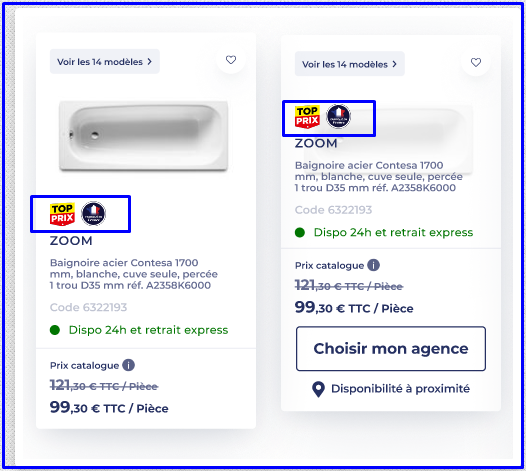 Voir les 14 modèles
TOP
PRIX
ZOOM
Baignoire acier Contesa 1700
mm, blanche, cuve seule, percée
1 trou D35 mm réf. A2358K6000
Code 6322193
Dispo 24h et retrait express
Prix catalogue
121,30 € TTC / Pièce
99,30 € TTC / Pièce
Voir les 14 modèles
TOP
PRIX
ZOOM
Baignoire acier Contesa 1700
mm, blanche, cuve seule, percée
1 trou D35 mm réf. A2358K6000
Code 6322193
Dispo 24h et retrait express
Prix catalogue
121,30 € TTC / Pièce
99,30 € TTC / Pièce
Choisir mon agence
Disponibilité à proximité